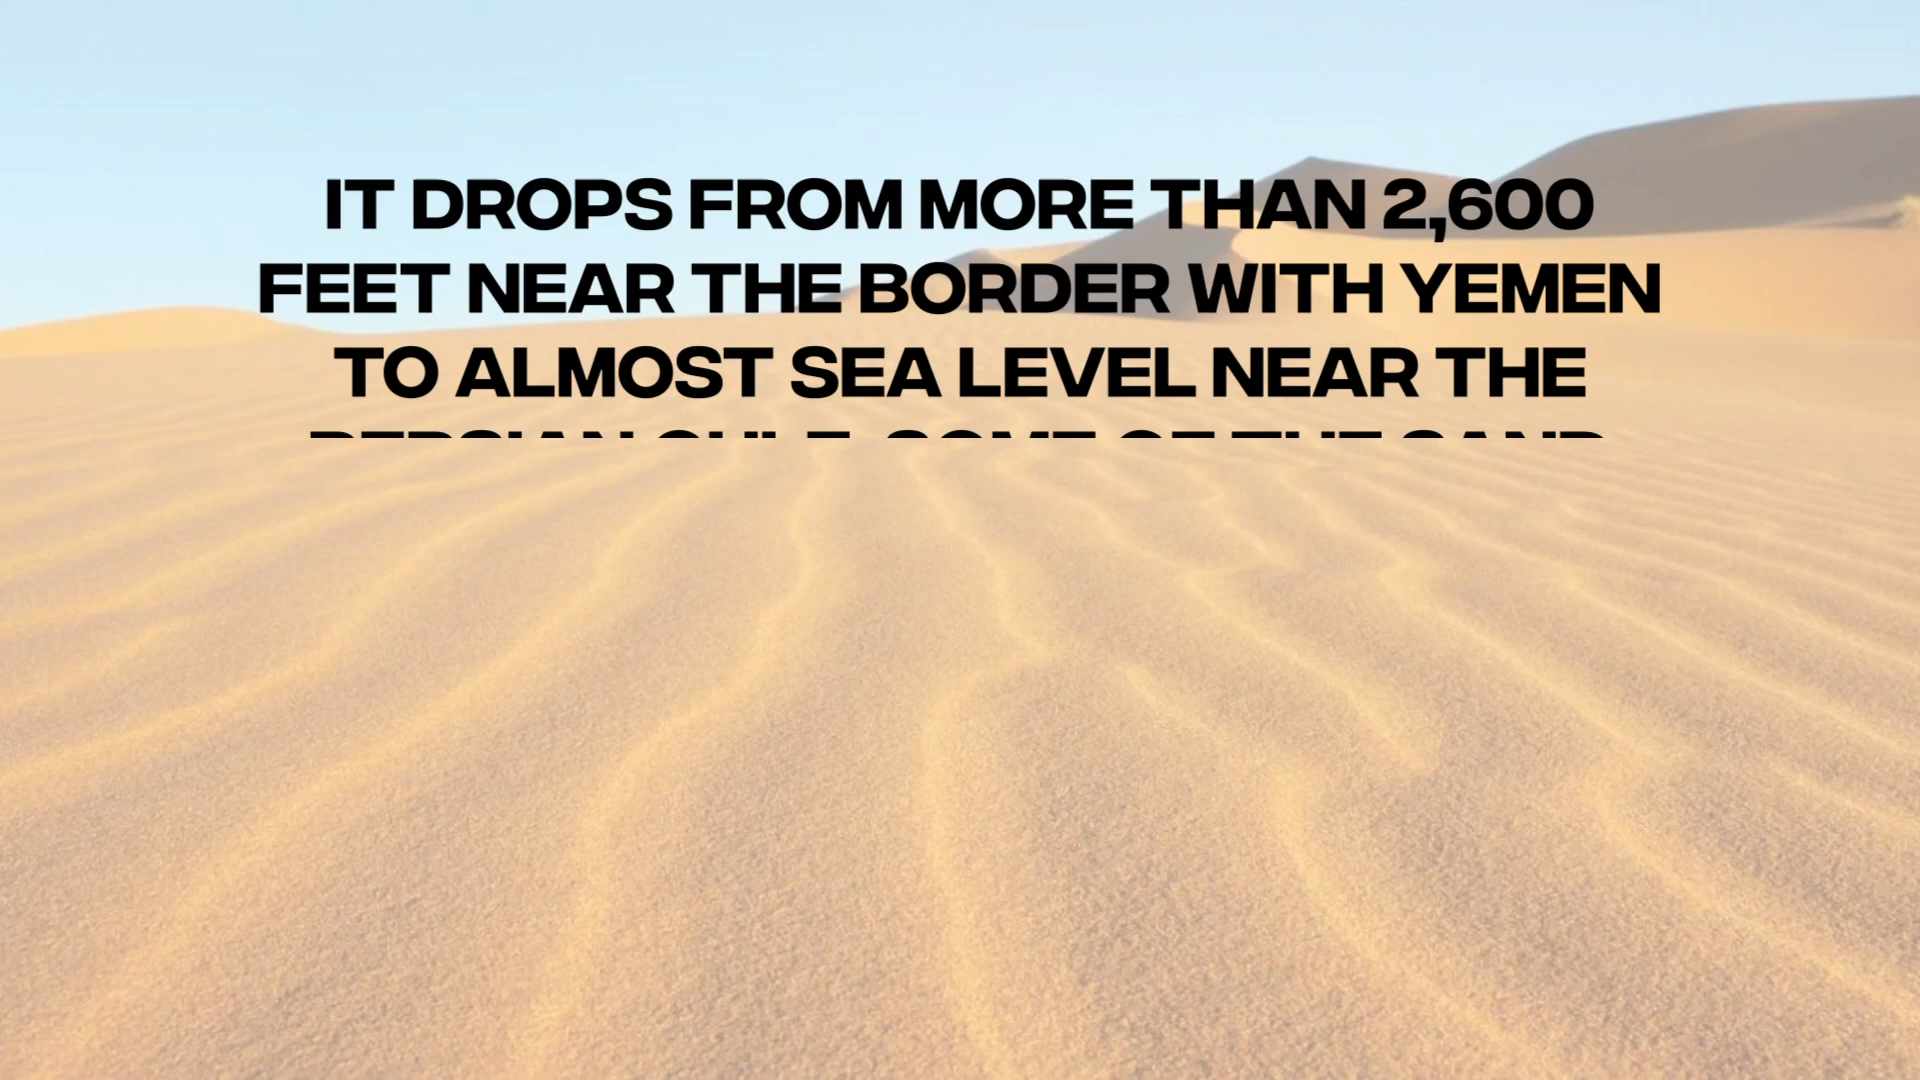 IT DROPS FROM MORE THAN 2,600
FEET NEAR THE BORDER WITH YEMEN
TO ALMOST SEA LEVEL NEAR THE